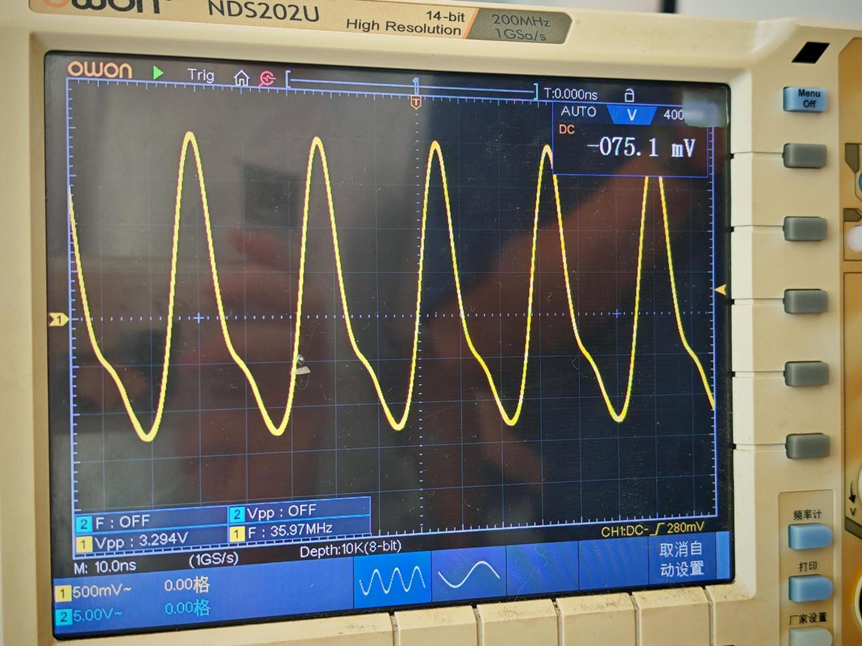 owon NDS202U
14-bit
High Resolution
200MHz
1GSa/s
owon Trig T:0.000ns
T
AUTO V 400
DC
-075.1 mV
1
2 F : OFF 2 Vpp : OFF
1 Vpp : 3.294V 1 F : 35.97MHz
CH1:DC- 280mV
M: 10.0ns (1GS/s) Depth:10K(8-bit)
1 500mV~ 0.00格
2 5.00V~ 0.00格
取消自
动设置
Menu
Off
频率计
打印
厂家设置
V